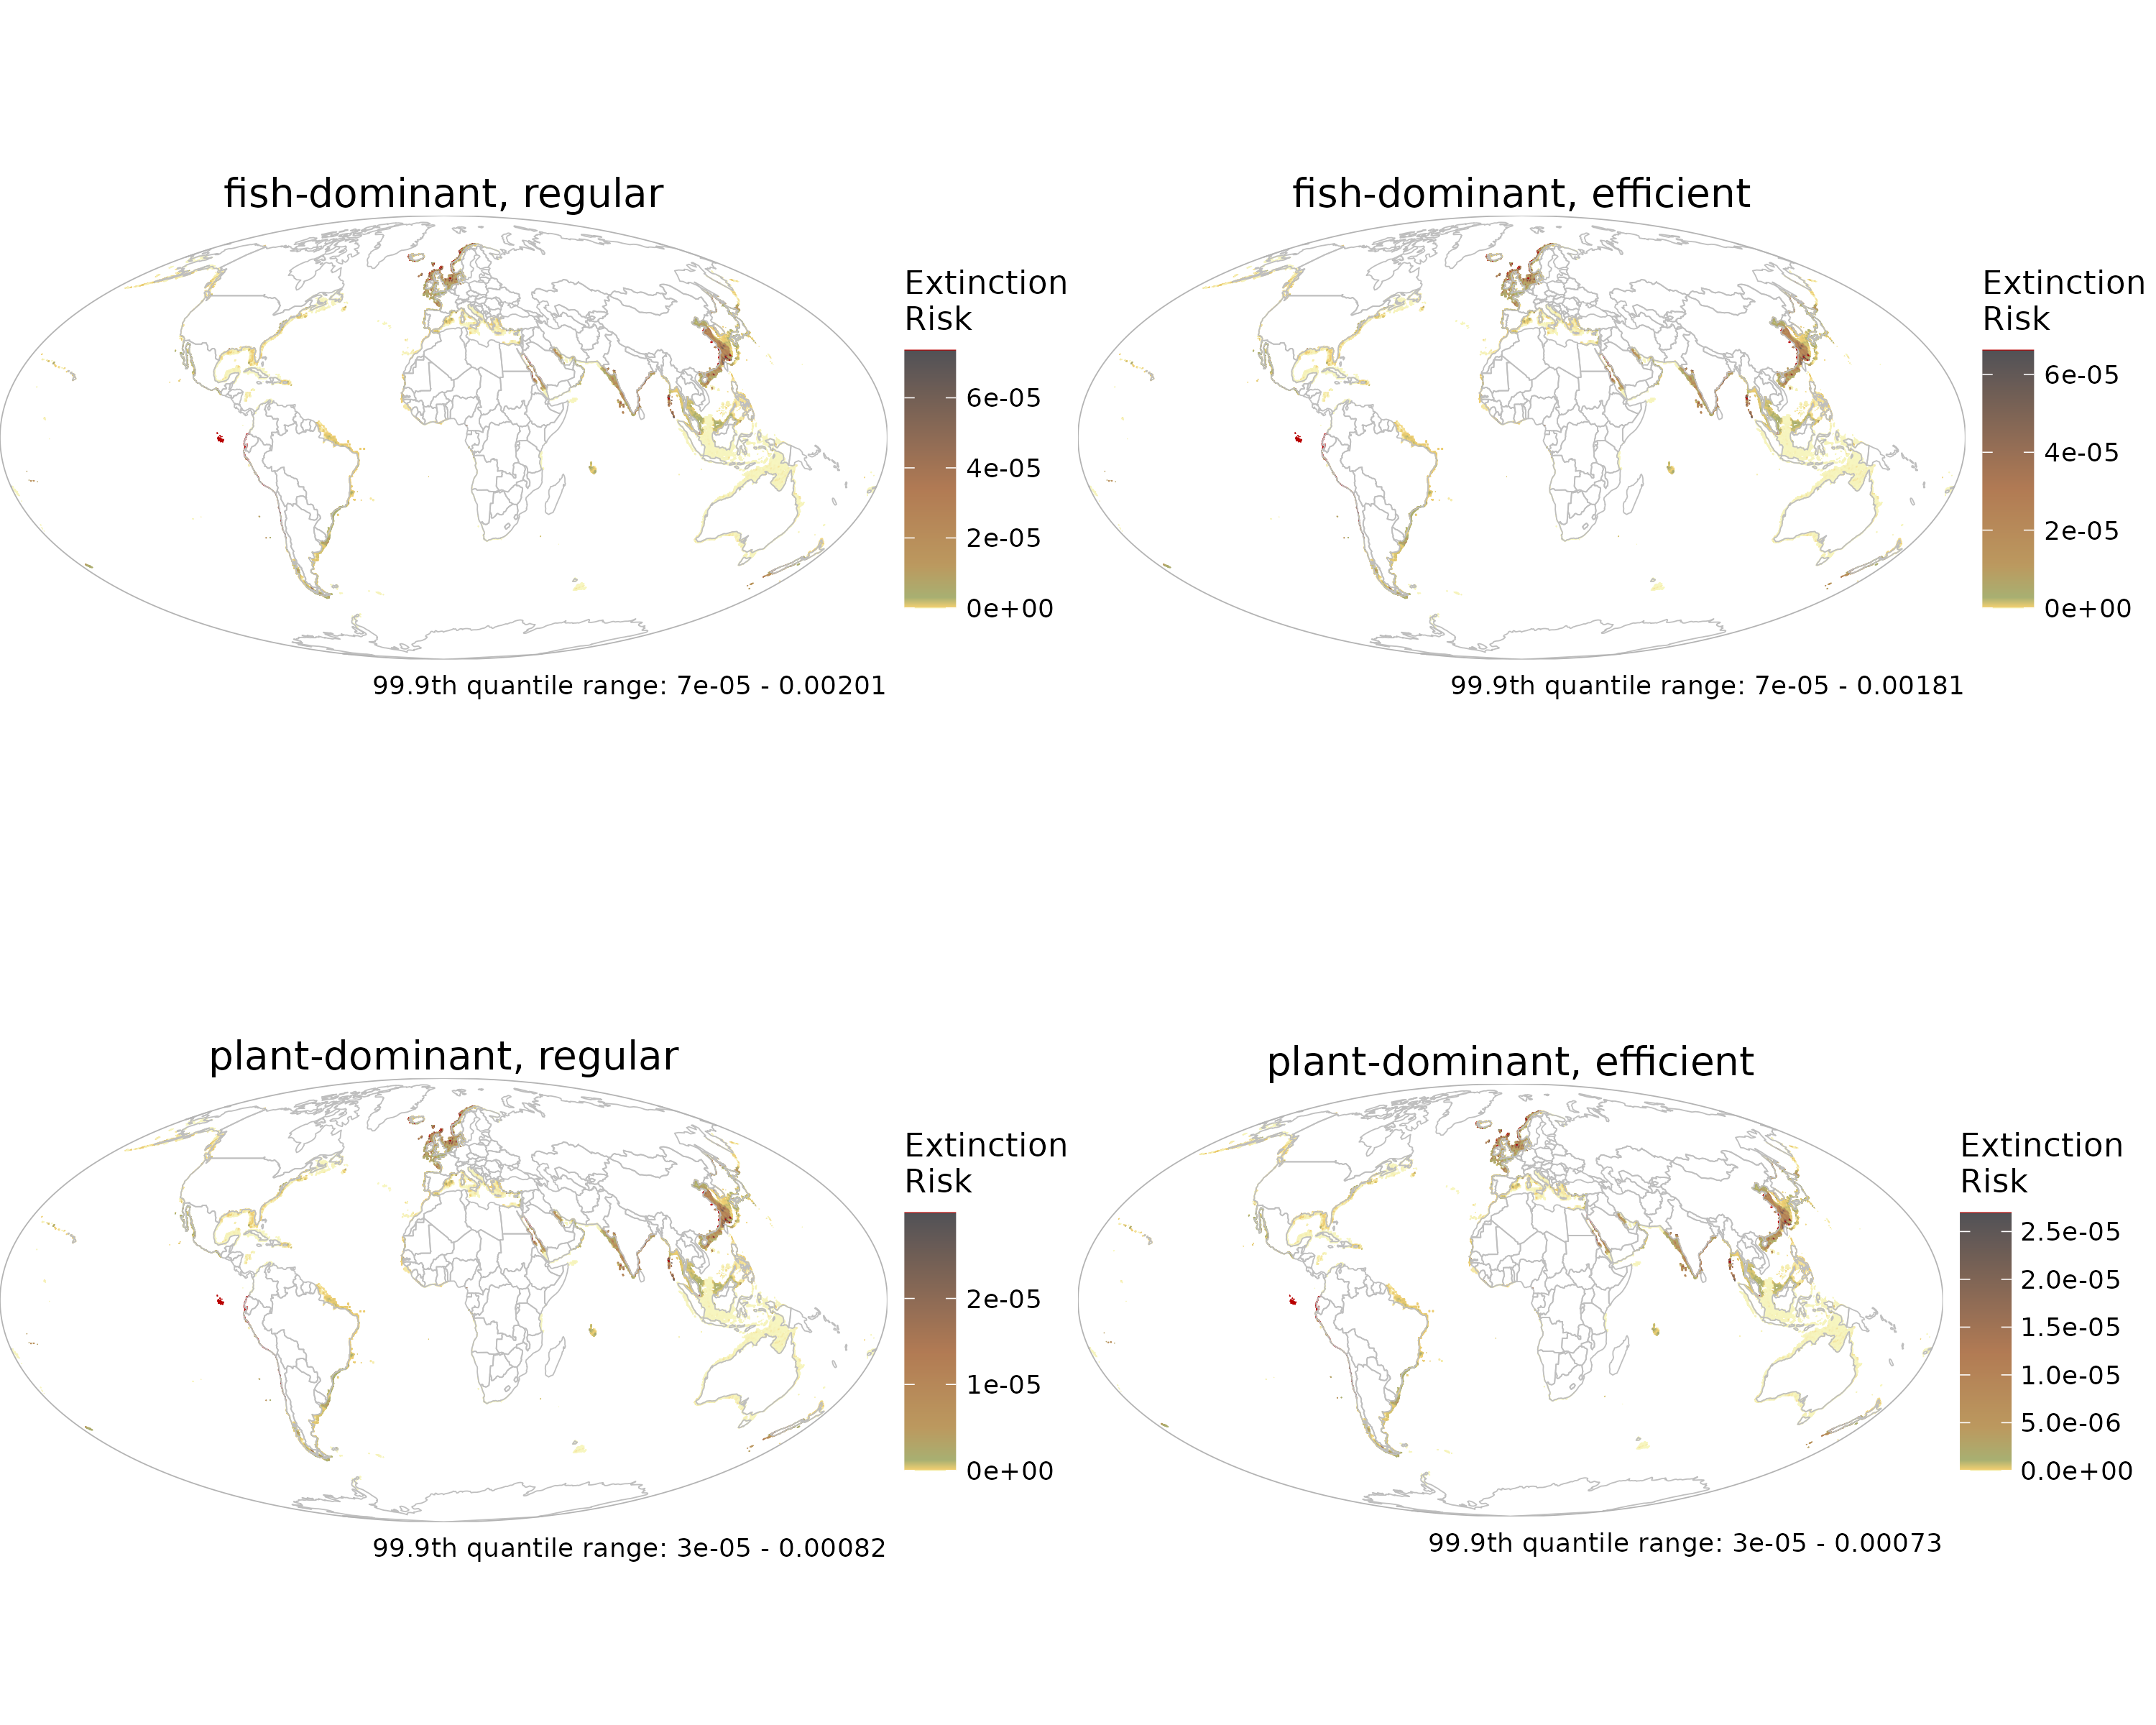 fish-dominant, regular
Extinction
Risk
6e-05
4e-05
2e-05
0e+00
99.9th quantile range: 7e-05 - 0.00201
fish-dominant, efficient
Extinction
Risk
6e-05
4e-05
2e-05
0e+00
99.9th quantile range: 7e-05 - 0.00181
plant-dominant, regular
Extinction
Risk
2e-05
1e-05
0e+00
99.9th quantile range: 3e-05 - 0.00082
plant-dominant, efficient
Extinction
Risk
2.5e-05
2.0e-05
1.5e-05
1.0e-05
5.0e-06
0.0e+00
99.9th quantile range: 3e-05 - 0.00073